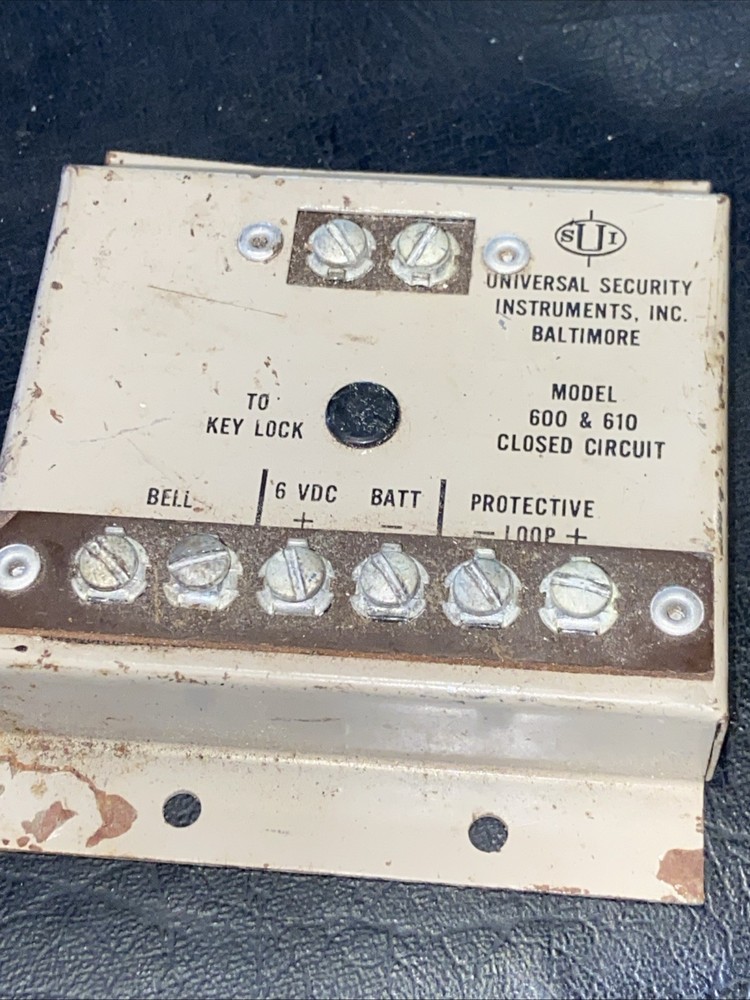 SUI
UNIVERSAL SECURITY
INSTRUMENTS, INC.
BALTIMORE
TO
KEY LOCK
MODEL
600 & 610
CLOSED CIRCUIT
BELL
6 VDC BATT
+ −
PROTECTIVE
− LOOP +